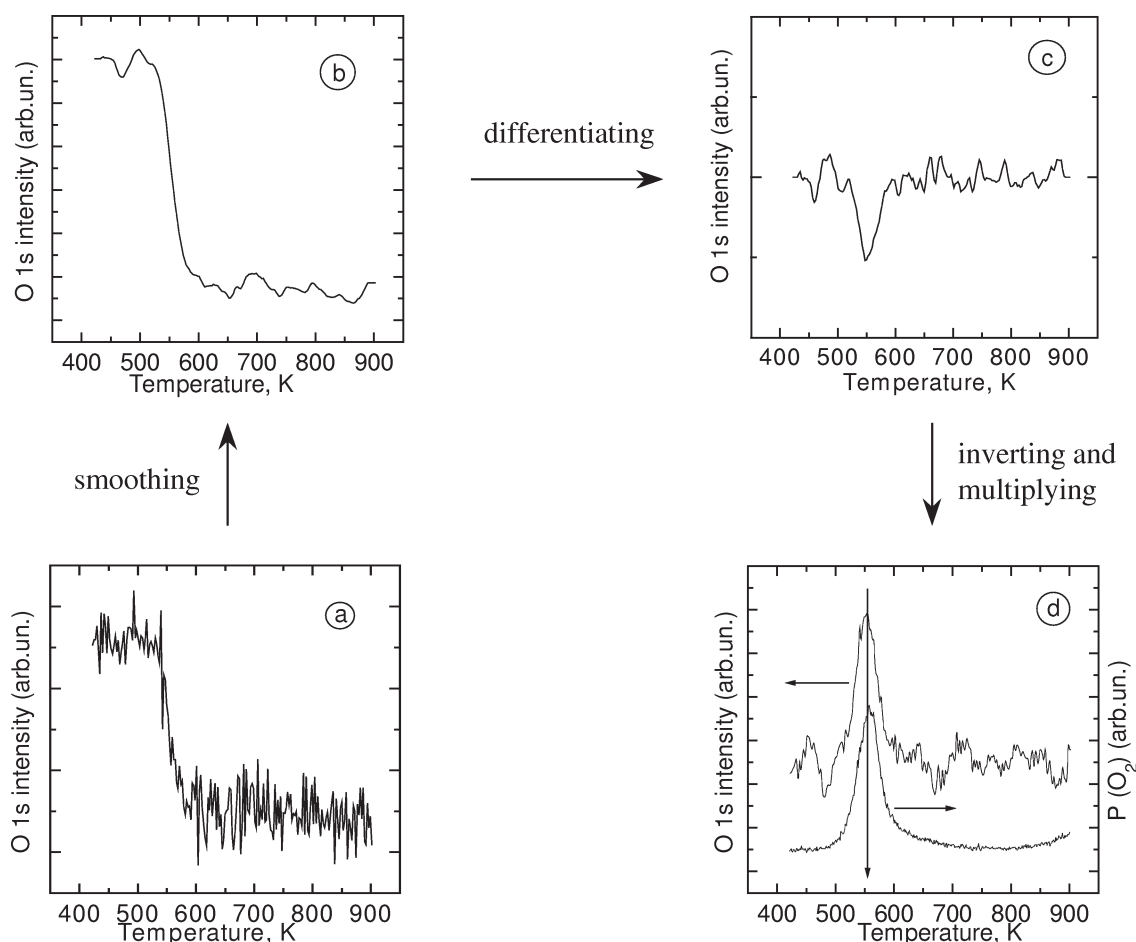 O 1s intensity (arb.un.)
b
400 500 600 700 800 900
Temperature, K
differentiating
O 1s intensity (arb.un.)
c
400 500 600 700 800 900
Temperature, K
smoothing
inverting and
multiplying
O 1s intensity (arb.un.)
a
400 500 600 700 800 900
Temperature, K
O 1s intensity (arb.un.)
d
P (O₂) (arb.un.)
400 500 600 700 800 900
Temperature, K